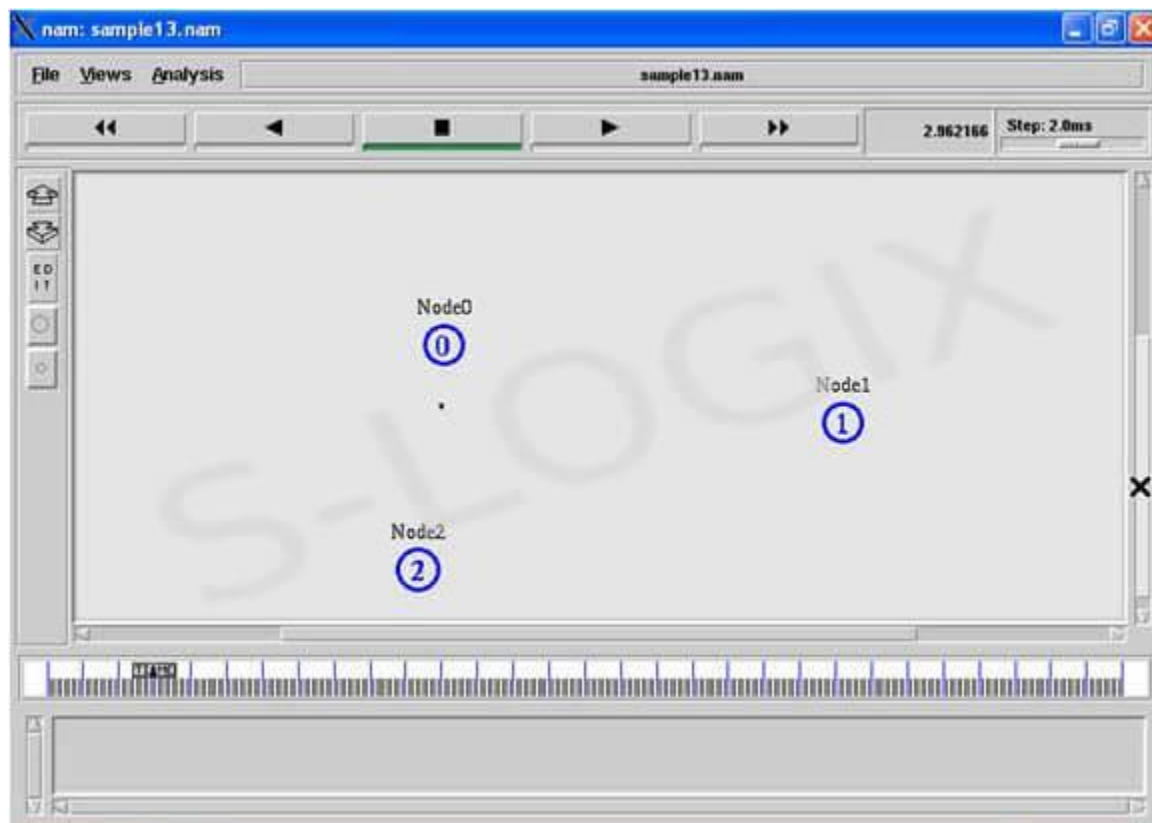 nam: sample13.nam
File Views Analysis sample13.nam
2.962166 Step: 2.0ms
ED
IT
Node0
0
Node1
1
S-LOGIX
Node2
2